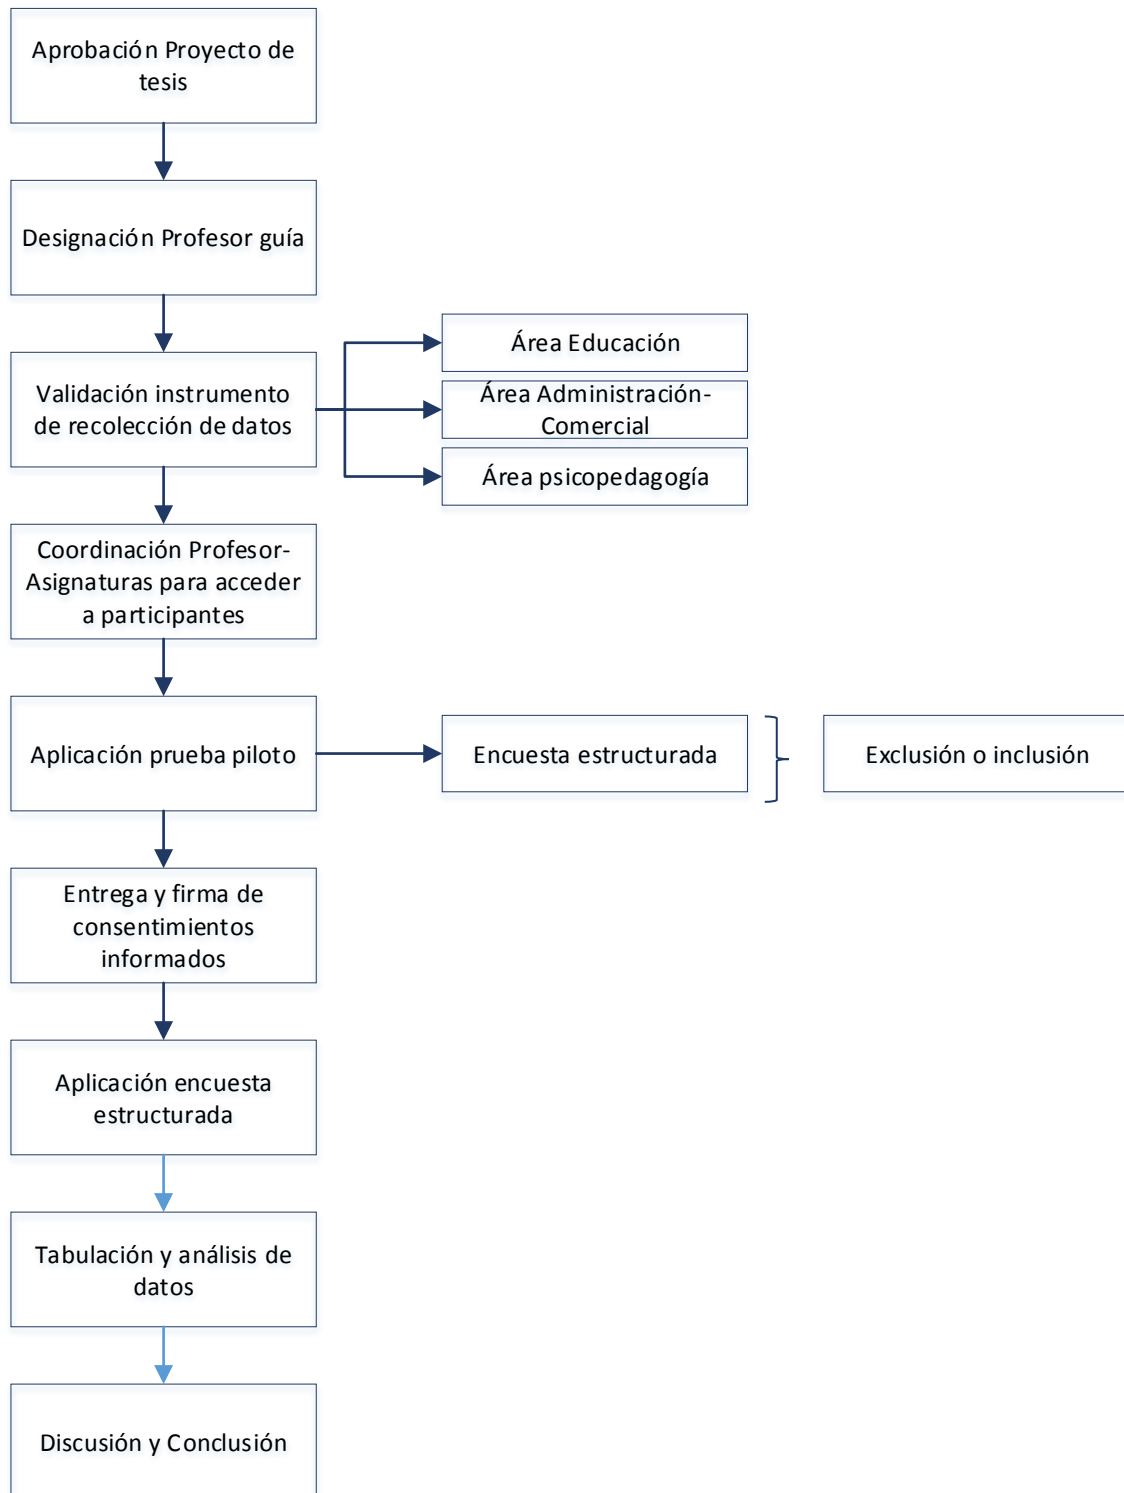 Aprobación Proyecto de
tesis
Designación Profesor guía
Validación instrumento
de recolección de datos
Área Educación
Área Administración-
Comercial
Área psicopedagogía
Coordinación Profesor-
Asignaturas para acceder
a participantes
Aplicación prueba piloto
Encuesta estructurada
Exclusión o inclusión
Entrega y firma de
consentimientos
informados
Aplicación encuesta
estructurada
Tabulación y análisis de
datos
Discusión y Conclusión